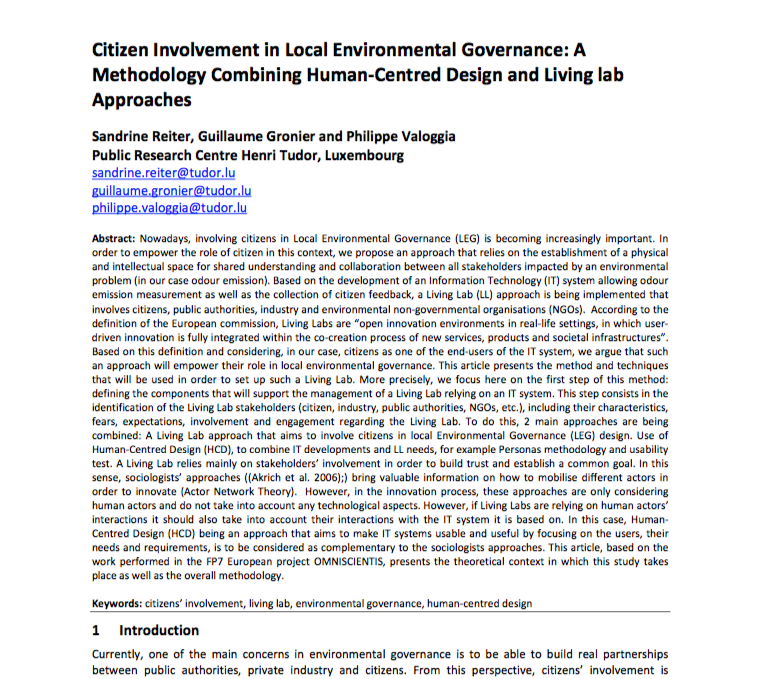 Citizen Involvement in Local Environmental Governance: A
Methodology Combining Human-Centred Design and Living lab
Approaches
Sandrine Reiter, Guillaume Gronier and Philippe Valoggia
Public Research Centre Henri Tudor, Luxembourg
sandrine.reiter@tudor.lu
guillaume.gronier@tudor.lu
philippe.valoggia@tudor.lu
Abstract: Nowadays, involving citizens in Local Environmental Governance (LEG) is becoming increasingly important. In
order to empower the role of citizen in this context, we propose an approach that relies on the establishment of a physical
and intellectual space for shared understanding and collaboration between all stakeholders impacted by an environmental
problem (in our case odour emission). Based on the development of an Information Technology (IT) system allowing odour
emission measurement as well as the collection of citizen feedback, a Living Lab (LL) approach is being implemented that
involves citizens, public authorities, industry and environmental non-governmental organisations (NGOs). According to the
definition of the European commission, Living Labs are “open innovation environments in real-life settings, in which user-
driven innovation is fully integrated within the co-creation process of new services, products and societal infrastructures”.
Based on this definition and considering, in our case, citizens as one of the end-users of the IT system, we argue that such
an approach will empower their role in local environmental governance. This article presents the method and techniques
that will be used in order to set up such a Living Lab. More precisely, we focus here on the first step of this method:
defining the components that will support the management of a Living Lab relying on an IT system. This step consists in the
identification of the Living Lab stakeholders (citizen, industry, public authorities, NGOs, etc.), including their characteristics,
fears, expectations, involvement and engagement regarding the Living Lab. To do this, 2 main approaches are being
combined: A Living Lab approach that aims to involve citizens in local Environmental Governance (LEG) design. Use of
Human-Centred Design (HCD), to combine IT developments and LL needs, for example Personas methodology and usability
test. A Living Lab relies mainly on stakeholders’ involvement in order to build trust and establish a common goal. In this
sense, sociologists’ approaches ((Akrich et al. 2006);) bring valuable information on how to mobilise different actors in
order to innovate (Actor Network Theory). However, in the innovation process, these approaches are only considering
human actors and do not take into account any technological aspects. However, if Living Labs are relying on human actors’
interactions it should also take into account their interactions with the IT system it is based on. In this case, Human-
Centred Design (HCD) being an approach that aims to make IT systems usable and useful by focusing on the users, their
needs and requirements, is to be considered as complementary to the sociologists approaches. This article, based on the
work performed in the FP7 European project OMNISCIENTIS, presents the theoretical context in which this study takes
place as well as the overall methodology.
Keywords: citizens’ involvement, living lab, environmental governance, human-centred design
1 Introduction
Currently, one of the main concerns in environmental governance is to be able to build real partnerships
between public authorities, private industry and citizens. From this perspective, citizens’ involvement is